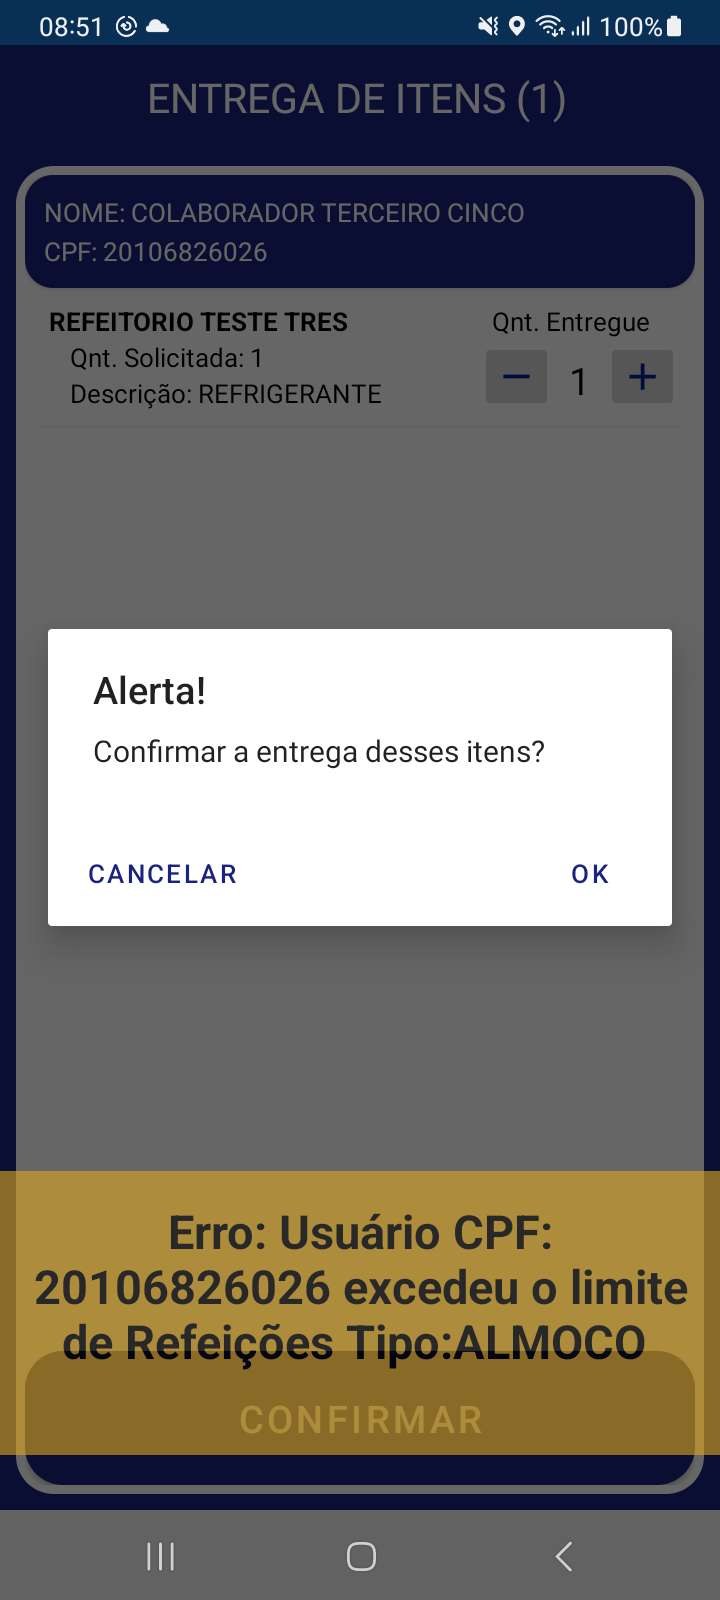 08:51
100%
ENTREGA DE ITENS (1)
NOME: COLABORADOR TERCEIRO CINCO
CPF: 20106826026
REFEITORIO TESTE TRES
Qnt. Entregue
Qnt. Solicitada: 1
Descrição: REFRIGERANTE
1
Alerta!
Confirmar a entrega desses itens?
CANCELAR
OK
Erro: Usuário CPF:
20106826026 excedeu o limite
de Refeições Tipo:ALMOCO
CONFIRMAR